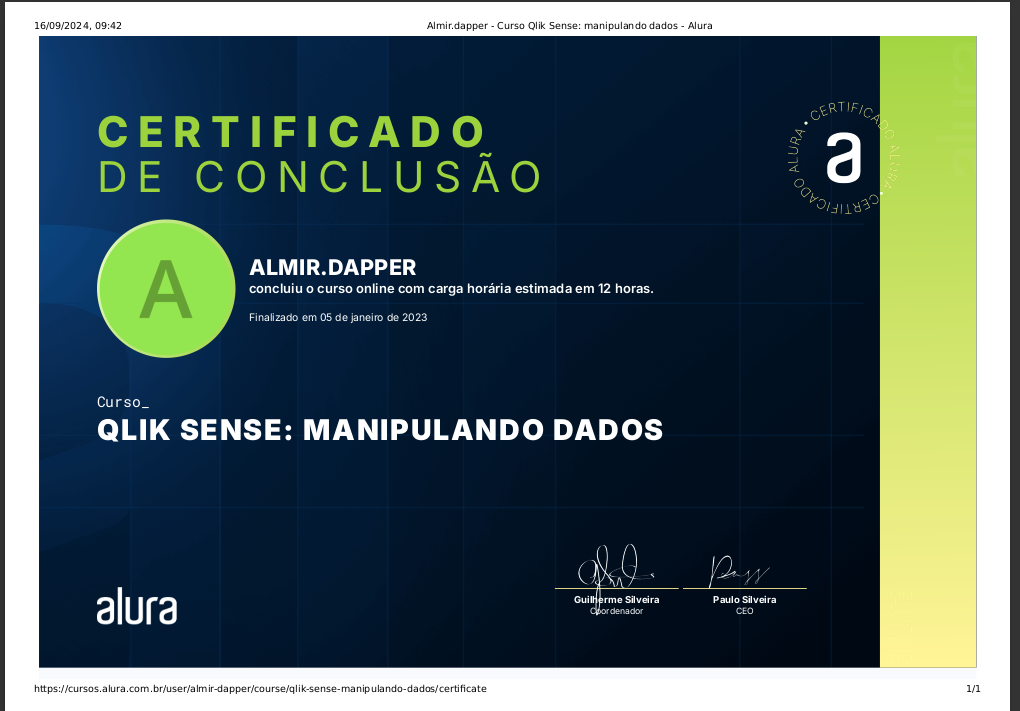 16/09/2024, 09:42
Almir.dapper - Curso Qlik Sense: manipulando dados - Alura
CERTIFICADO
DE CONCLUSÃO
CERTIFICADO ALURA • CERTIFICADO ALURA •
a
A
ALMIR.DAPPER
concluiu o curso online com carga horária estimada em 12 horas.
Finalizado em 05 de janeiro de 2023
Curso_
QLIK SENSE: MANIPULANDO DADOS
alura
Guilherme Silveira
Coordenador
Paulo Silveira
CEO
https://cursos.alura.com.br/user/almir-dapper/course/qlik-sense-manipulando-dados/certificate
1/1